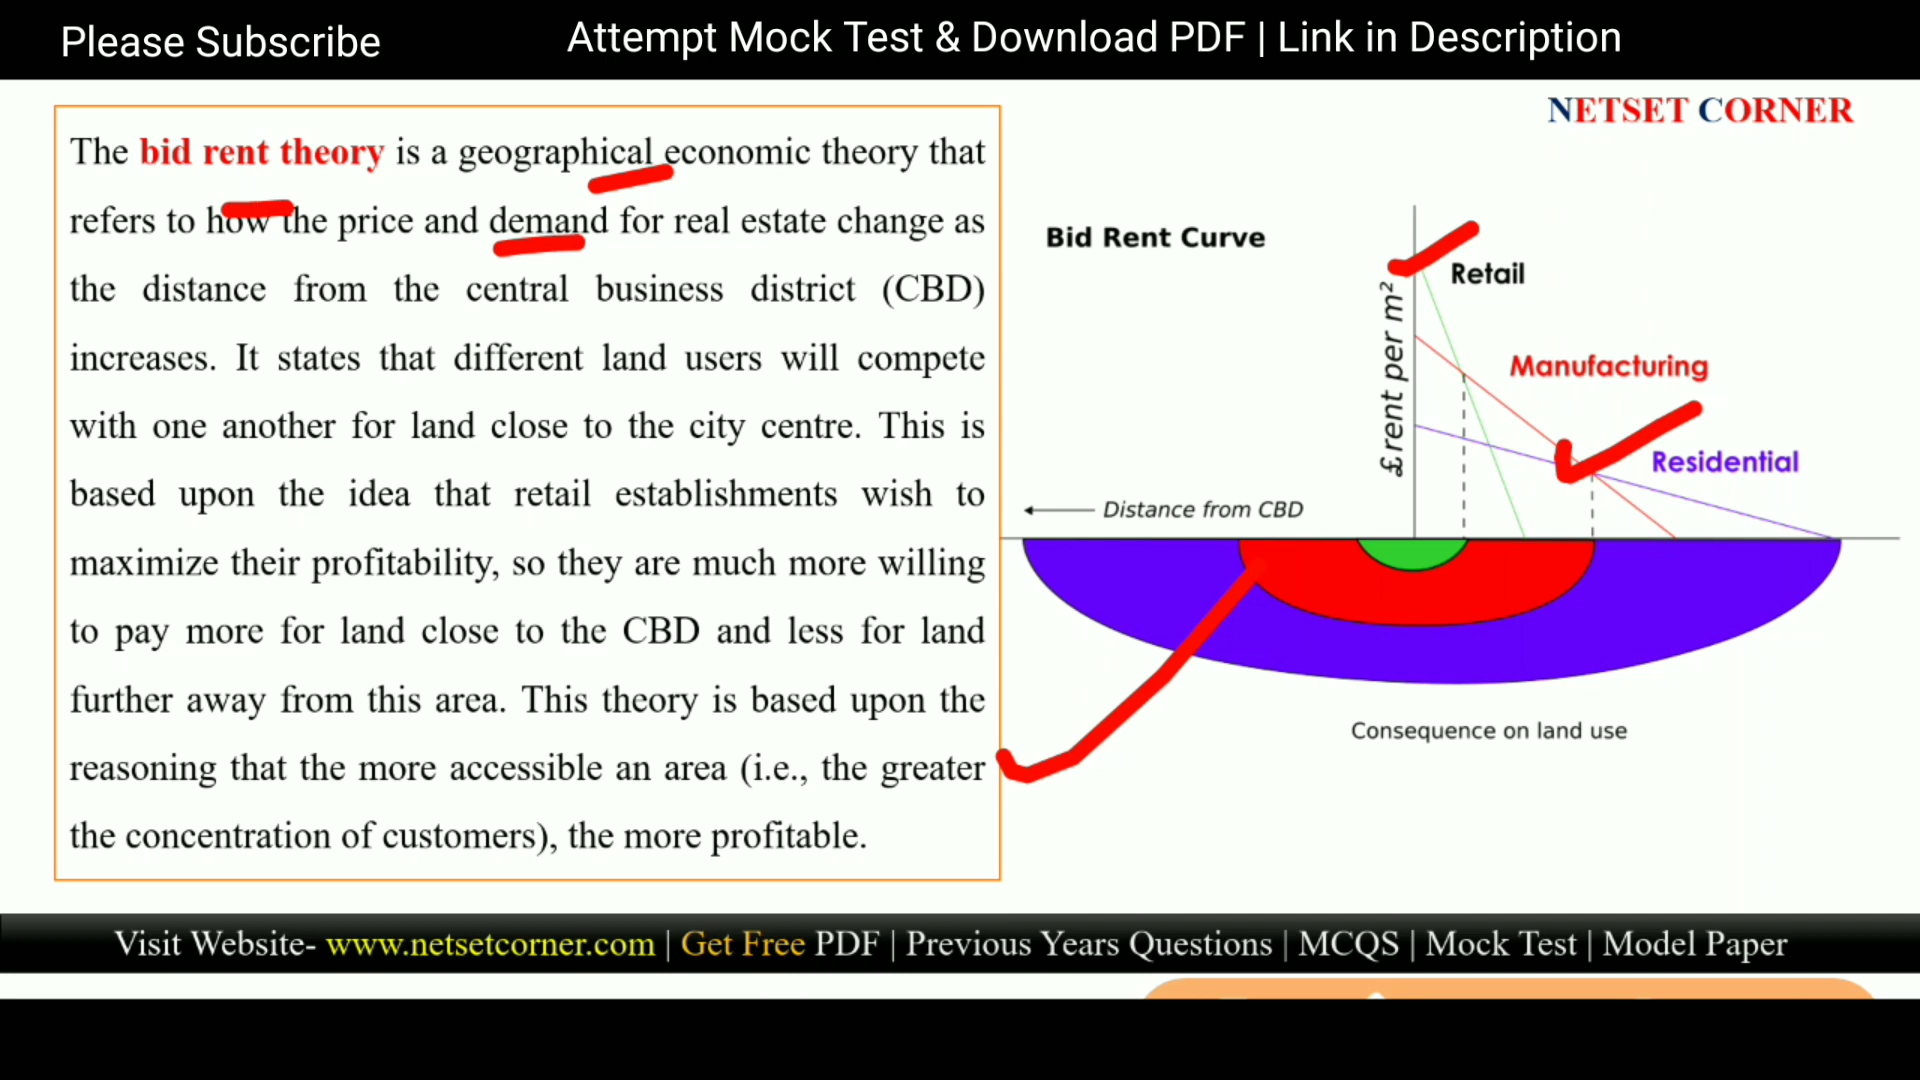 Please Subscribe
Attempt Mock Test & Download PDF | Link in Description
NETSET CORNER
The bid rent theory is a geographical economic theory that
refers to how the price and demand for real estate change as
the distance from the central business district (CBD)
increases. It states that different land users will compete
with one another for land close to the city centre. This is
based upon the idea that retail establishments wish to
maximize their profitability, so they are much more willing
to pay more for land close to the CBD and less for land
further away from this area. This theory is based upon the
reasoning that the more accessible an area (i.e., the greater
the concentration of customers), the more profitable.
Bid Rent Curve
Retail
£rent per m²
Manufacturing
Residential
Distance from CBD
Consequence on land use
Visit Website- www.netsetcorner.com | Get Free PDF | Previous Years Questions | MCQS | Mock Test | Model Paper